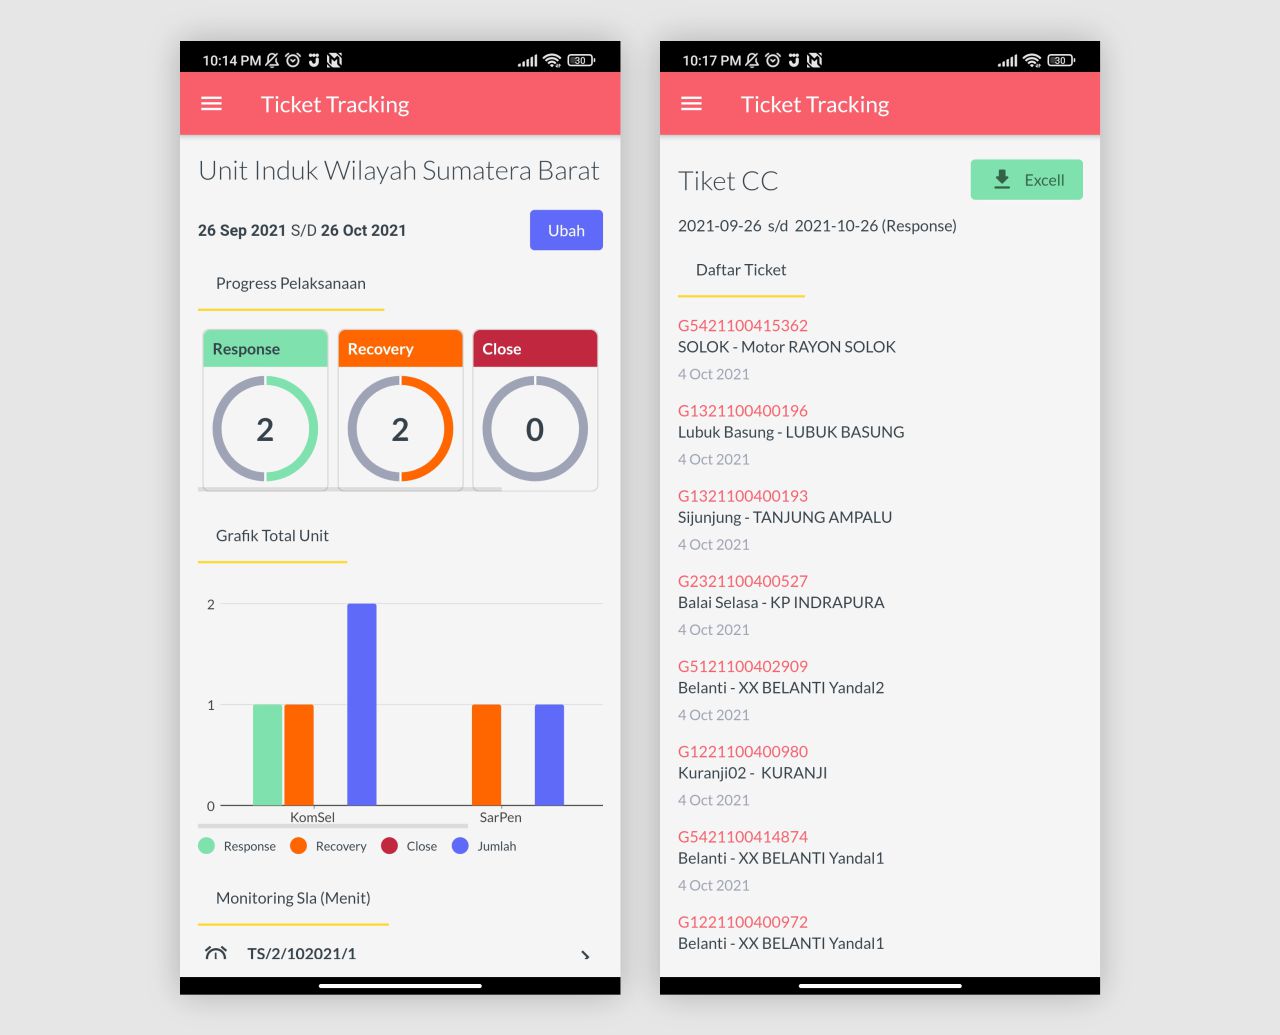 10:14 PM
30
Ticket Tracking
Unit Induk Wilayah Sumatera Barat
26 Sep 2021 S/D 26 Oct 2021
Ubah
Progress Pelaksanaan
Response
Recovery
Close
2
2
0
Grafik Total Unit
2
1
0
KomSel
SarPen
Response
Recovery
Close
Jumlah
Monitoring Sla (Menit)
TS/2/102021/1
10:17 PM
30
Ticket Tracking
Tiket CC
Excell
2021-09-26 s/d 2021-10-26 (Response)
Daftar Ticket
G5421100415362
SOLOK - Motor RAYON SOLOK
4 Oct 2021
G1321100400196
Lubuk Basung - LUBUK BASUNG
4 Oct 2021
G1321100400193
Sijunjung - TANJUNG AMPALU
4 Oct 2021
G2321100400527
Balai Selasa - KP INDRAPURA
4 Oct 2021
G5121100402909
Belanti - XX BELANTI Yandal2
4 Oct 2021
G1221100400980
Kuranji02 - KURANJI
4 Oct 2021
G5421100414874
Belanti - XX BELANTI Yandal1
4 Oct 2021
G1221100400972
Belanti - XX BELANTI Yandal1